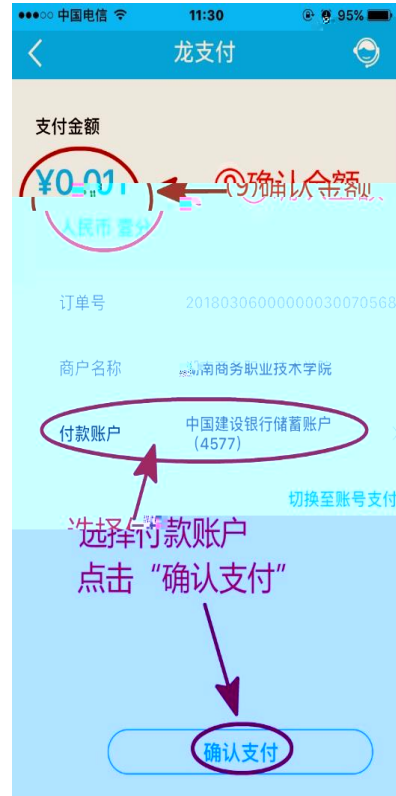 中国电信 11:30 95%
龙支付
支付金额
¥0.01
(9)确认金额
人民币 壹分
订单号 20180306000000030070568
商户名称 南商务职业技术学院
付款账户 中国建设银行储蓄账户
(4577)
切换至账号支付
选择付款账户
点击“确认支付”
确认支付